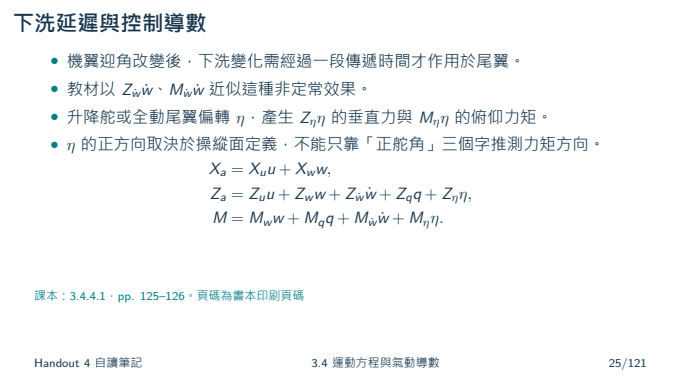 下洗延遲與控制導數
• 機翼迎角改變後，下洗變化需經過一段傳遞時間才作用於尾翼。
• 教材以 Z_ẇ ẇ、M_ẇ ẇ 近似這種非定常效果。
• 升降舵或全動尾翼偏轉 η，產生 Z_η η 的垂直力與 M_η η 的俯仰力矩。
• η 的正方向取決於操縱面定義，不能只靠「正舵角」三個字推測力矩方向。
X_a = X_u u + X_w w,
Z_a = Z_u u + Z_w w + Z_ẇ ẇ + Z_q q + Z_η η,
M = M_w w + M_q q + M_ẇ ẇ + M_η η.
課本：3.4.4.1，pp. 125–126。頁碼為書本印刷頁碼
Handout 4 自讀筆記 3.4 運動方程與氣動導數 25/121